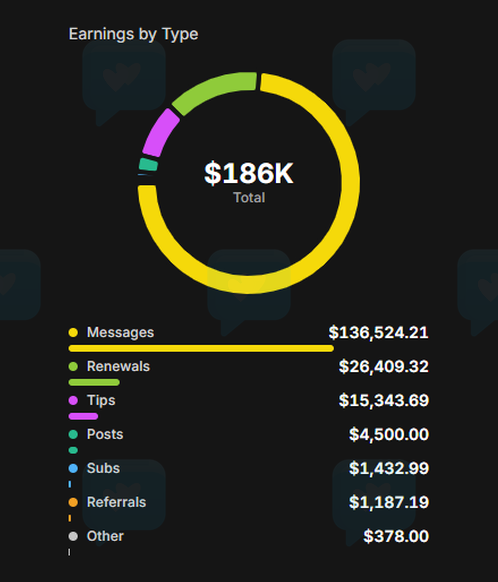 Earnings by Type
$186K
Total
Messages $136,524.21
Renewals $26,409.32
Tips $15,343.69
Posts $4,500.00
Subs $1,432.99
Referrals $1,187.19
Other $378.00